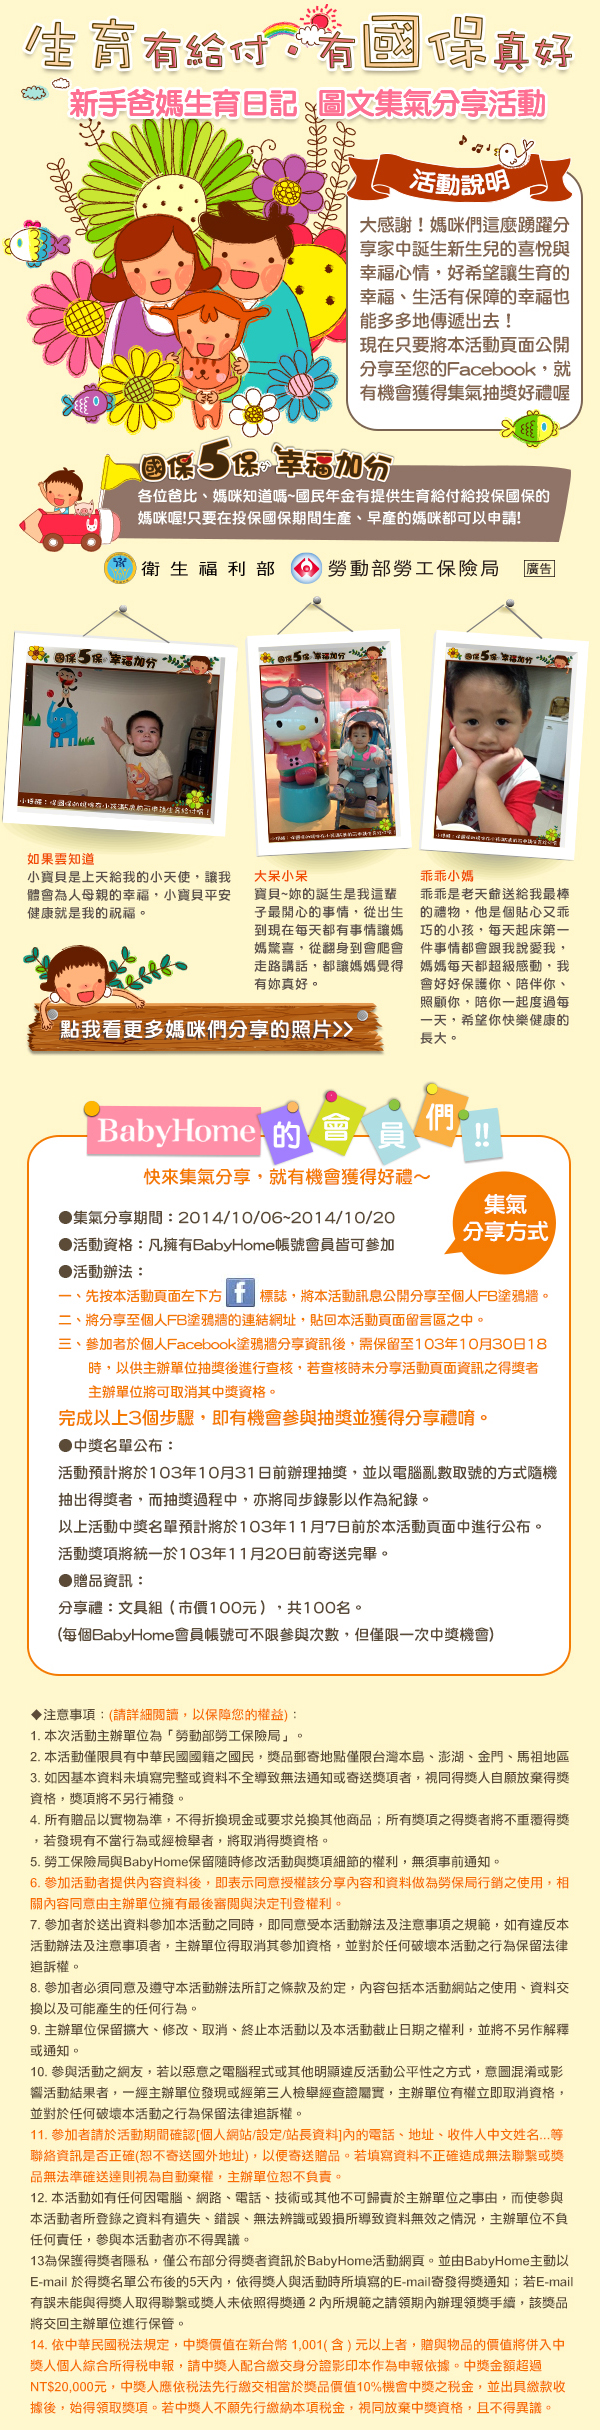 生育有給付，有國保真好
新手爸媽生育日記 圖文集氣分享活動
活動說明
大感謝！媽咪們這麼踴躍分
享家中誕生新生兒的喜悅與
幸福心情，好希望讓生育的
幸福、生活有保障的幸福也
能多多地傳遞出去！
現在只要將本活動頁面公開
分享至您的Facebook，就
有機會獲得集氣抽獎好禮喔
國保5保 幸福加分
各位爸比、媽咪知道嗎~國民年金有提供生育給付給投保國保的
媽咪喔!只要在投保國保期間生產、早產的媽咪都可以申請!
衛生福利部 勞動部勞工保險局 廣告
國保5保 幸福加分
國保5保 幸福加分
國保5保 幸福加分
如果雲知道
小寶貝是上天給我的小天使，讓我
體會為人母親的幸福，小寶貝平安
健康就是我的祝福。
大呆小呆
寶貝~妳的誕生是我這輩
子最開心的事情，從出生
到現在每天都有事情讓媽
媽驚喜，從翻身到會爬會
走路講話，都讓媽媽覺得
有妳真好。
乖乖小媽
乖乖是老天爺送給我最棒
的禮物，他是個貼心又乖
巧的小孩，每天起床第一
件事情都會跟我說愛我，
媽媽每天都超級感動，我
會好好保護你、陪伴你、
照顧你，陪你一起度過每
一天，希望你快樂健康的
長大。
點我看更多媽咪們分享的照片>>
BabyHome的會員們!!
快來集氣分享，就有機會獲得好禮～
集氣
分享方式
●集氣分享期間：2014/10/06~2014/10/20
●活動資格：凡擁有BabyHome帳號會員皆可參加
●活動辦法：
一、先按本活動頁面左下方 f 標誌，將本活動訊息公開分享至個人FB塗鴉牆。
二、將分享至個人FB塗鴉牆的連結網址，貼回本活動頁面留言區之中。
三、參加者於個人Facebook塗鴉牆分享資訊後，需保留至103年10月30日18
時，以供主辦單位抽獎後進行查核，若查核時未分享活動頁面資訊之得獎者
主辦單位將可取消其中獎資格。
完成以上3個步驟，即有機會參與抽獎並獲得分享禮唷。
●中獎名單公布：
活動預計將於103年10月31日前辦理抽獎，並以電腦亂數取號的方式隨機
抽出得獎者，而抽獎過程中，亦將同步錄影以作為紀錄。
以上活動中獎名單預計將於103年11月7日前於本活動頁面中進行公布。
活動獎項將統一於103年11月20日前寄送完畢。
●贈品資訊：
分享禮：文具組（市價100元），共100名。
(每個BabyHome會員帳號可不限參與次數，但僅限一次中獎機會)
◆注意事項：(請詳細閱讀，以保障您的權益)：
1. 本次活動主辦單位為「勞動部勞工保險局」。
2. 本活動僅限具有中華民國國籍之國民，獎品郵寄地點僅限台灣本島、澎湖、金門、馬祖地區
3. 如因基本資料未填寫完整或資料不全導致無法通知或寄送獎項者，視同得獎人自願放棄得獎
資格，獎項將不另行補發。
4. 所有贈品以實物為準，不得折換現金或要求兌換其他商品；所有獎項之得獎者將不重覆得獎
，若發現有不當行為或經檢舉者，將取消得獎資格。
5. 勞工保險局與BabyHome保留隨時修改活動與獎項細節的權利，無須事前通知。
6. 參加活動者提供內容資料後，即表示同意授權該分享內容和資料做為勞保局行銷之使用，相
關內容同意由主辦單位擁有最後審閱與決定刊登權利。
7. 參加者於送出資料參加本活動之同時，即同意受本活動辦法及注意事項之規範，如有違反本
活動辦法及注意事項者，主辦單位得取消其參加資格，並對於任何破壞本活動之行為保留法律
追訴權。
8. 參加者必須同意及遵守本活動辦法所訂之條款及約定，內容包括本活動網站之使用、資料交
換以及可能產生的任何行為。
9. 主辦單位保留擴大、修改、取消、終止本活動以及本活動截止日期之權利，並將不另作解釋
或通知。
10. 參與活動之網友，若以惡意之電腦程式或其他明顯違反活動公平性之方式，意圖混淆或影
響活動結果者，一經主辦單位發現或經第三人檢舉經查證屬實，主辦單位有權立即取消資格，
並對於任何破壞本活動之行為保留法律追訴權。
11. 參加者請於活動期間確認[個人網站/設定/站長資料]內的電話、地址、收件人中文姓名...等
聯絡資訊是否正確(恕不寄送國外地址)，以便寄送贈品。若填寫資料不正確造成無法聯繫或獎
品無法準確送達則視為自動棄權，主辦單位恕不負責。
12. 本活動如有任何因電腦、網路、電話、技術或其他不可歸責於主辦單位之事由，而使參與
本活動者所登錄之資料有遺失、錯誤、無法辨識或毀損所導致資料無效之情況，主辦單位不負
任何責任，參與本活動者亦不得異議。
13為保護得獎者隱私，僅公布部分得獎者資訊於BabyHome活動網頁。並由BabyHome主動以
E-mail 於得獎名單公布後的5天內，依得獎人與活動時所填寫的E-mail寄發得獎通知；若E-mail
有誤未能與得獎人取得聯繫或獎人未依照得獎通２內所規範之請領期內辦理領獎手續，該獎品
將交回主辦單位進行保管。
14. 依中華民國稅法規定，中獎價值在新台幣 1,001( 含 ) 元以上者，贈與物品的價值將併入中
獎人個人綜合所得稅申報，請中獎人配合繳交身分證影印本作為申報依據。中獎金額超過
NT$20,000元，中獎人應依稅法先行繳交相當於獎品價值10%機會中獎之稅金，並出具繳款收
據後，始得領取獎項。若中獎人不願先行繳納本項稅金，視同放棄中獎資格，且不得異議。